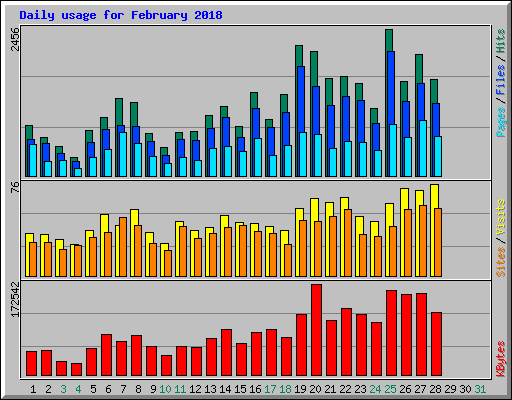 Daily usage for February 2018
2456
Pages / Files / Hits
76
Sites / Visits
172542
KBytes
1 2 3 4 5 6 7 8 9 10 11 12 13 14 15 16 17 18 19 20 21 22 23 24 25 26 27 28 29 30 31